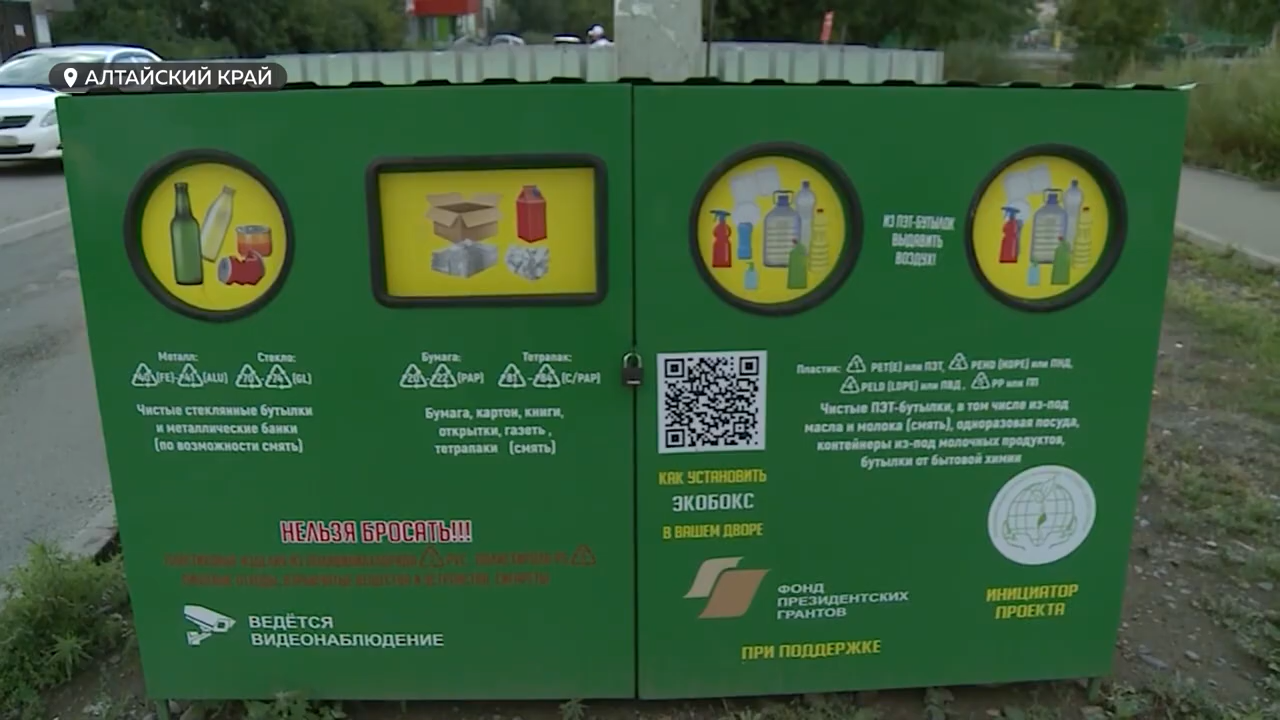 АЛТАЙСКИЙ КРАЙ
ИЗ ПЭТ-БУТЫЛОК
ВЫДАВИТЬ
ВОЗДУХ!
Металл:
Стекло:
(FE)
(ALU)
(GL)
Чистые стеклянные бутылки
и металлические банки
(по возможности смять)
Бумага:
Тетрапак:
20 22 (PAP)
81 (C/PAP)
Бумага, картон, книги,
открытки, газеть ,
тетрапаки (смять)
Пластик: PET(E) или ПЭТ, PEHD (HDPE) или ПНД,
PELD (LDPE) или ПВД , PP или ПП
Чистые ПЭТ-бутылки, в том числе из-под
масла и молока (смять), одноразовая посуда,
контейнеры из-под молочных продуктов,
бутылки от бытовой химии
КАК УСТАНОВИТЬ
ЭКОБОКС
В ВАШЕМ ДВОРЕ
НЕЛЬЗЯ БРОСАТЬ!!!
ВЕДЁТСЯ
ВИДЕОНАБЛЮДЕНИЕ
ФОНД
ПРЕЗИДЕНТСКИХ
ГРАНТОВ
ПРИ ПОДДЕРЖКЕ
ИНИЦИАТОР
ПРОЕКТА